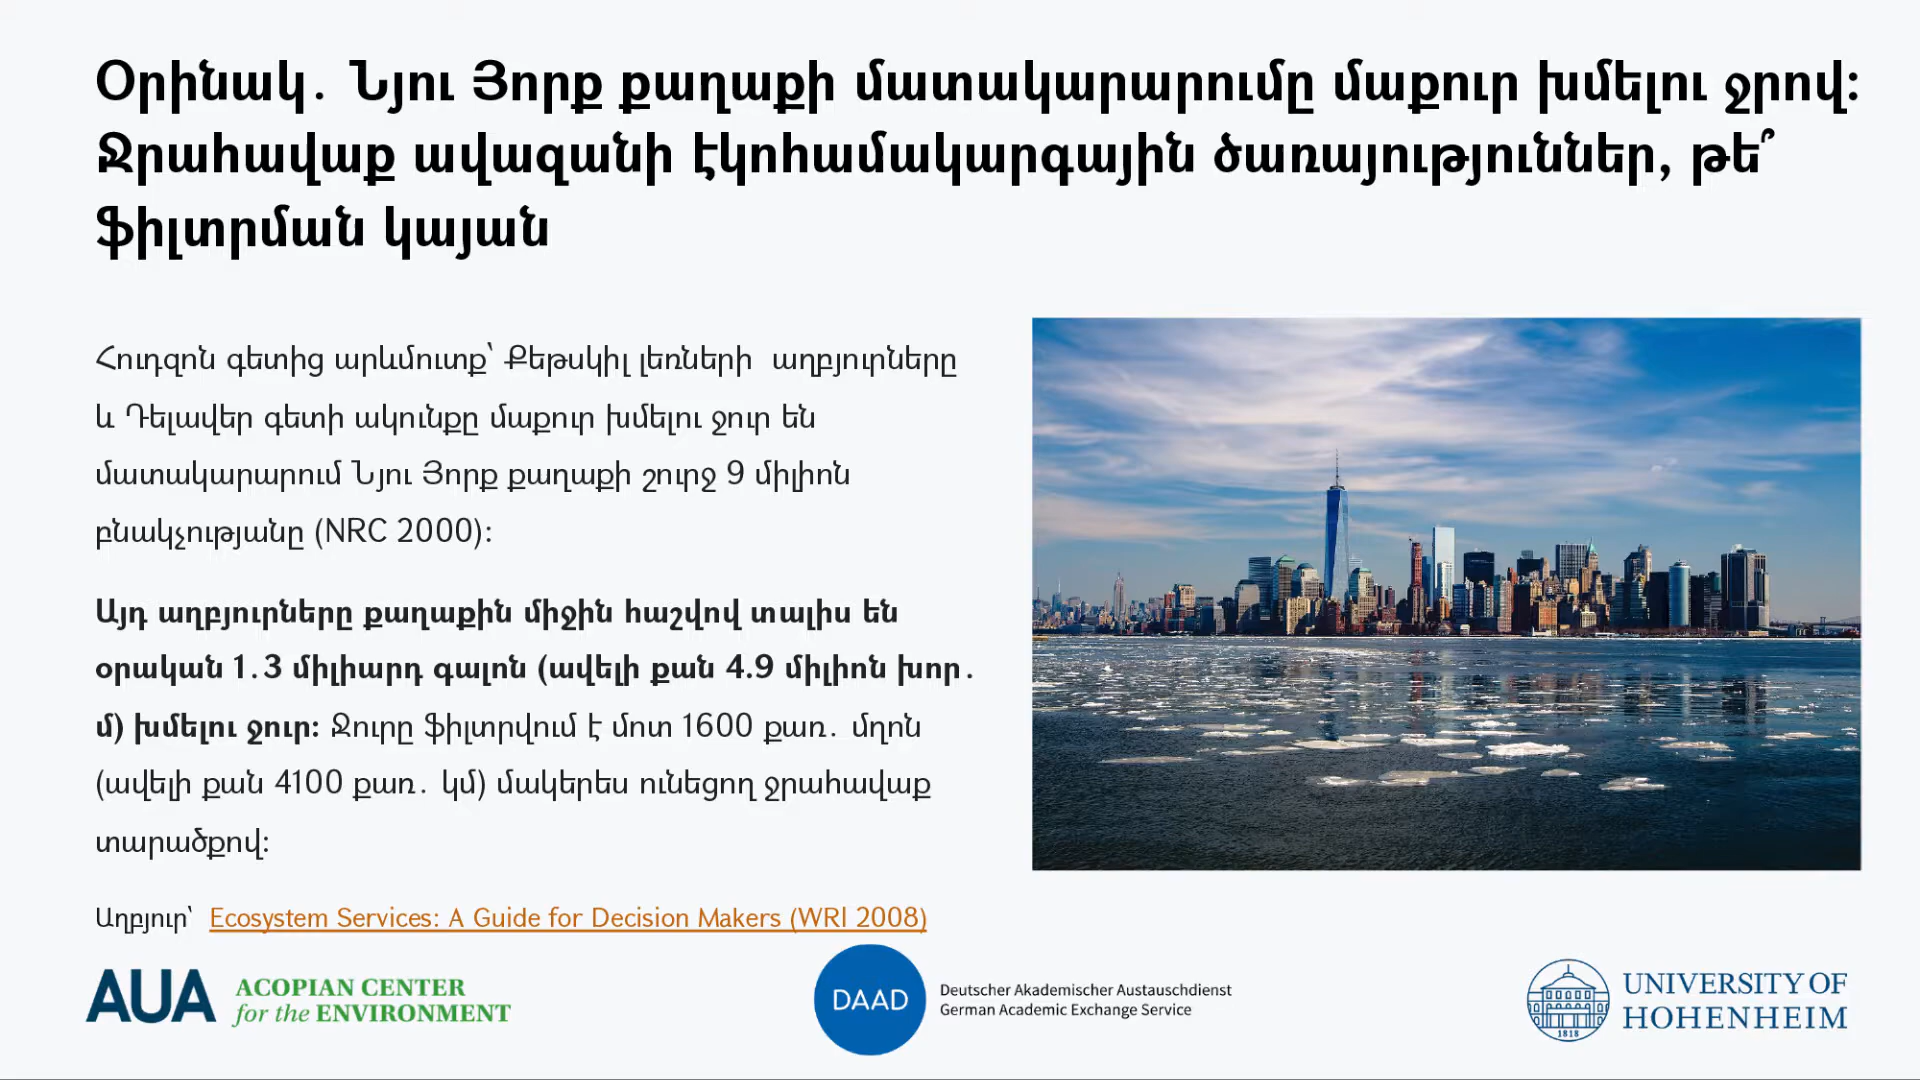 Օրինակ. Նյու Յորք քաղաքի մատակարարումը մաքուր խմելու ջրով:
Ջրահավաք ավազանի էկոհամակարգային ծառայություններ, թե՞
ֆիլտրման կայան
Հուդզոն գետից արևմուտք՝ Քեթսկիլ լեռների աղբյուրները
և Դելավեր գետի ակունքը մաքուր խմելու ջուր են
մատակարարում Նյու Յորք քաղաքի շուրջ 9 միլիոն
բնակչությանը (NRC 2000):
Այդ աղբյուրները քաղաքին միջին հաշվով տալիս են
օրական 1.3 միլիարդ գալոն (ավելի քան 4.9 միլիոն խոր.
մ) խմելու ջուր: Ջուրը ֆիլտրվում է մոտ 1600 քառ. մղոն
(ավելի քան 4100 քառ. կմ) մակերես ունեցող ջրահավաք
տարածքով:
Աղբյուր՝ Ecosystem Services: A Guide for Decision Makers (WRI 2008)
AUA ACOPIAN CENTER
for the ENVIRONMENT
DAAD
Deutscher Akademischer Austauschdienst
German Academic Exchange Service
1818
UNIVERSITY OF
HOHENHEIM